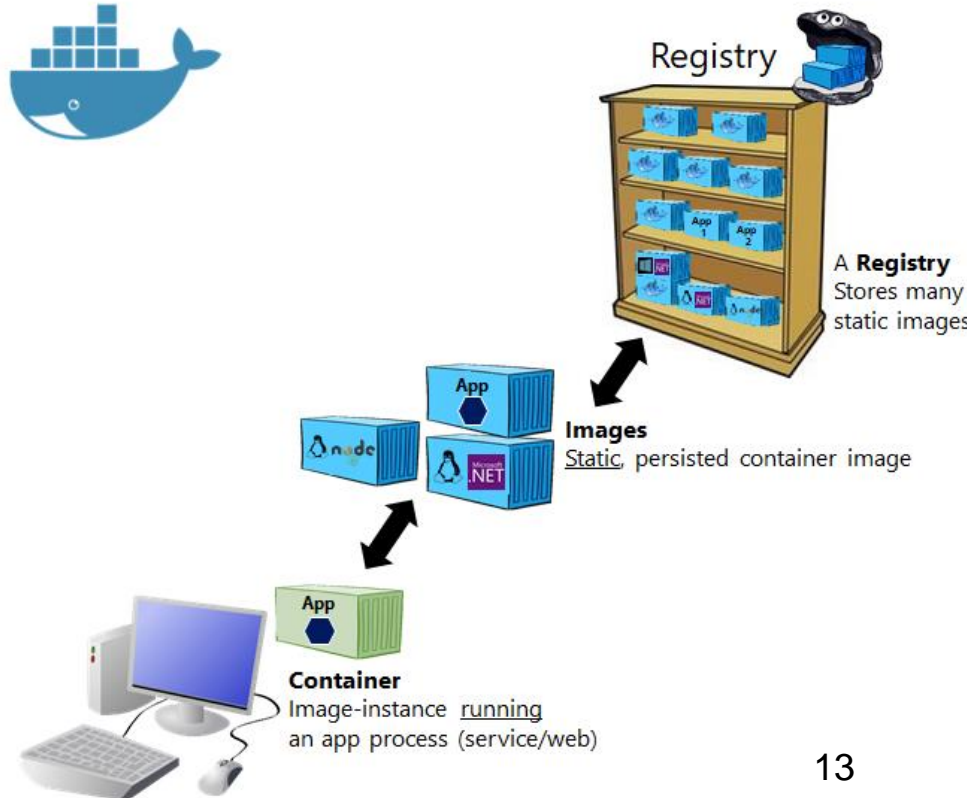 Registry
App
1
App
2
.NET
.NET
node
A Registry
Stores many
static images
App
node
Microsoft
.NET
Images
Static, persisted container image
App
Container
Image-instance running
an app process (service/web)
13